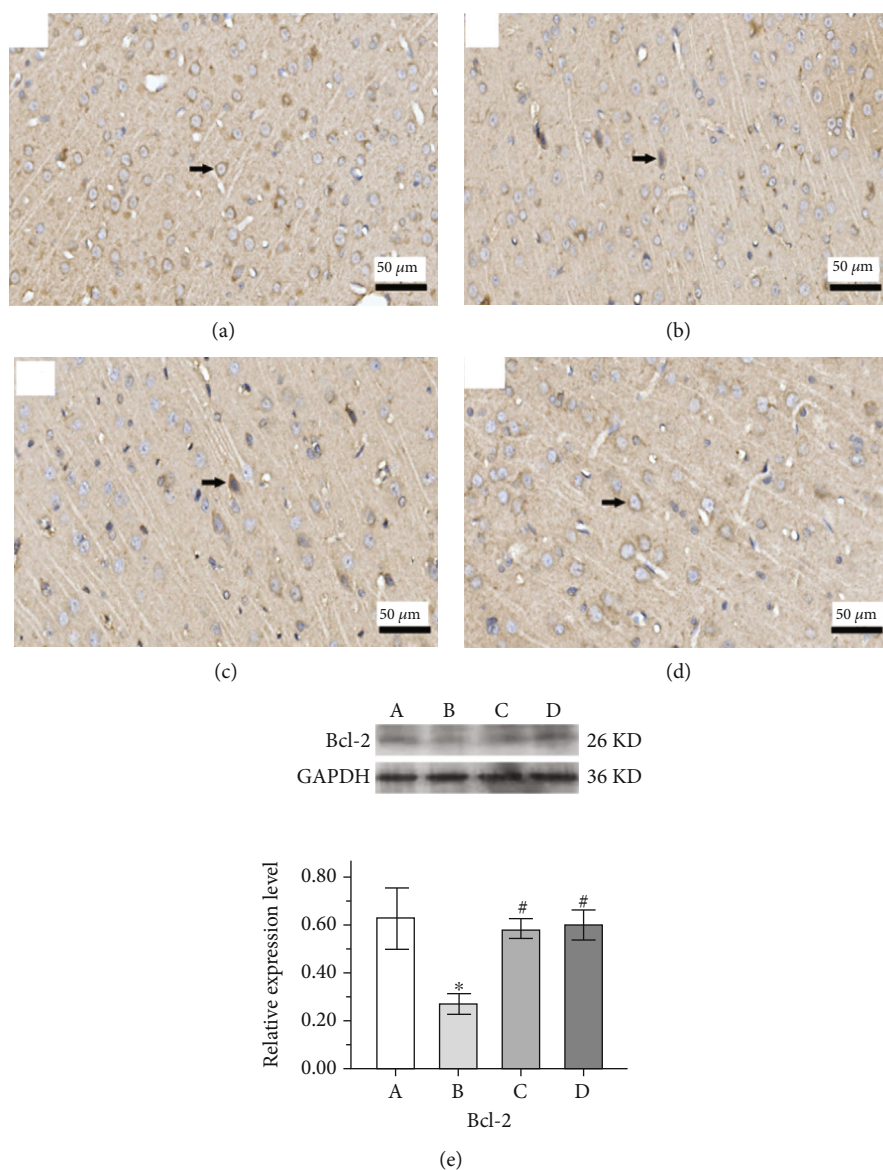 50 µm
50 µm
(a)
(b)
50 µm
50 µm
(c)
(d)
A B C D
Bcl-2 26 KD
GAPDH 36 KD
Relative expression level
0.80
0.60
0.40
0.20
0.00
*
#
#
A B C D
Bcl-2
(e)